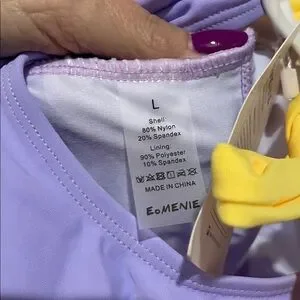 L
Shell:
80% Nylon
20% Spandex
Lining:
90% Polyester
10% Spandex
MADE IN CHINA
EOMENIE